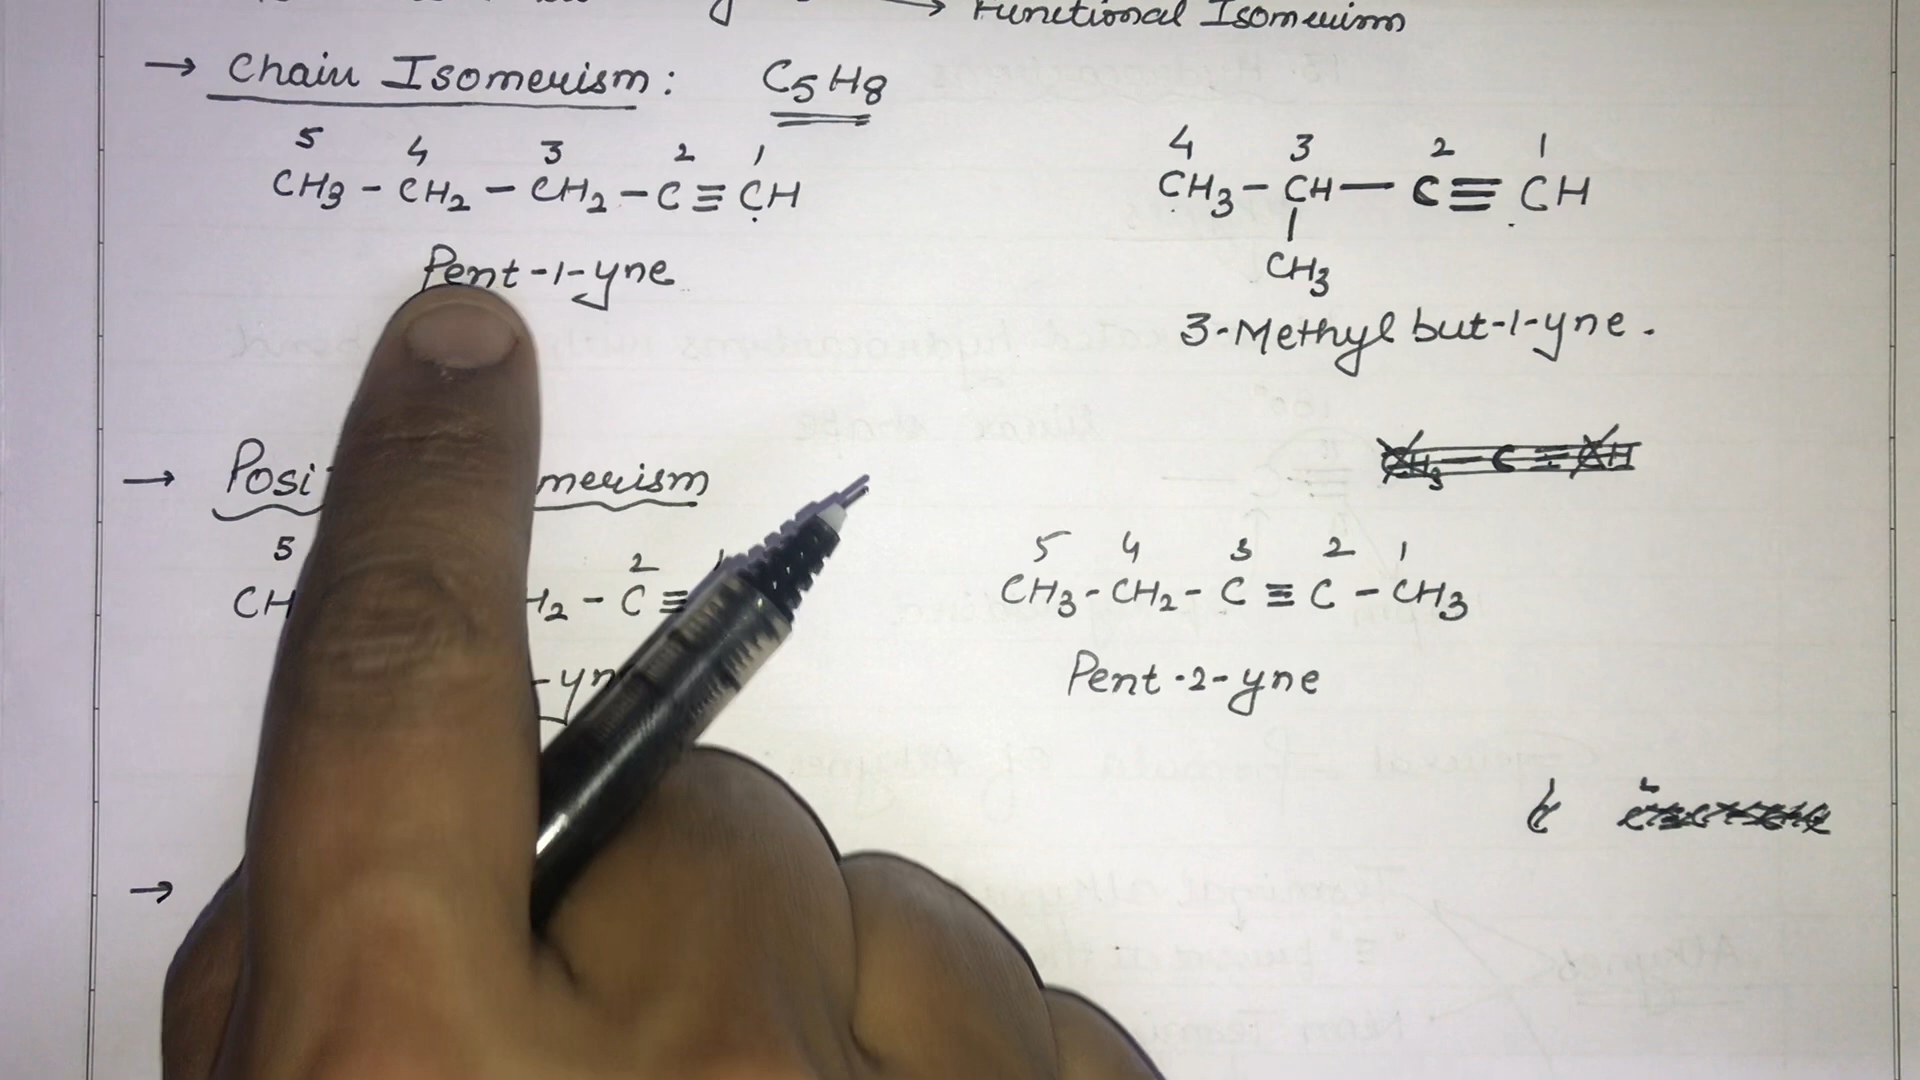 → Functional Isomerism
→ Chain Isomerism: C5H8
5 4 3 2 1
CH3 - CH2 - CH2 - C ≡ CH
Pent-1-yne
4 3 2 1
CH3 - CH - C ≡ CH
|
CH3
3-Methyl but-1-yne.
→ Posi merism
5 2
CH H2 - C ≡
-yn
5 4 3 2 1
CH3 - CH2 - C ≡ C - CH3
Pent-2-yne
→